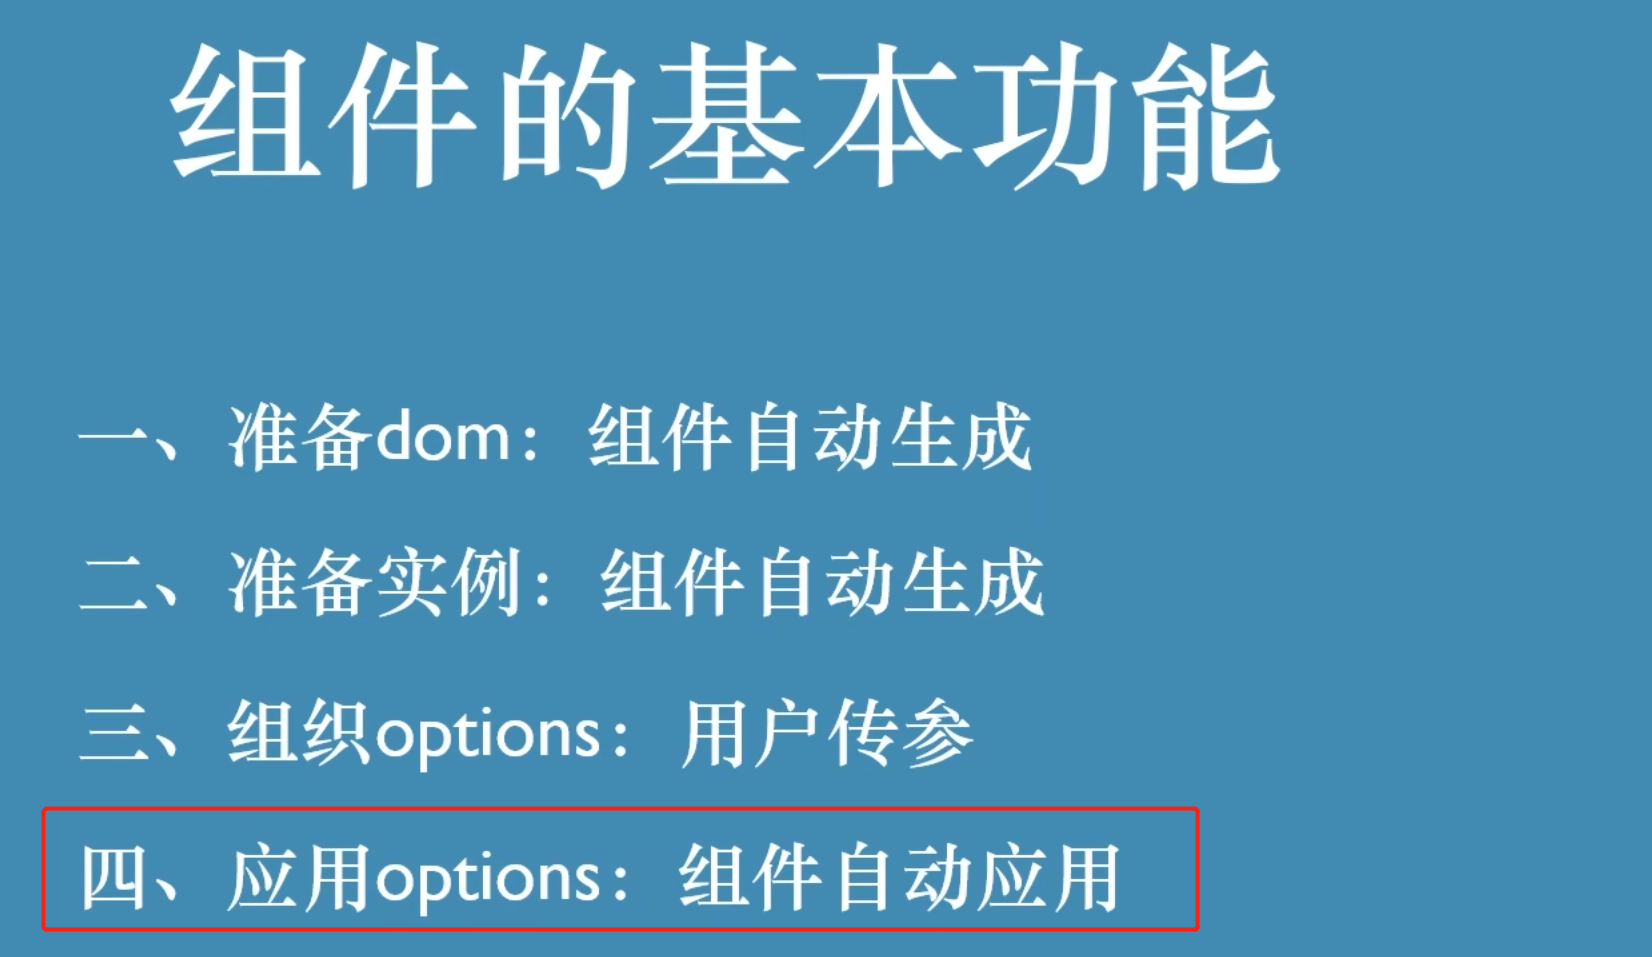 组件的基本功能
一、准备dom：组件自动生成
二、准备实例：组件自动生成
三、组织options：用户传参
四、应用options：组件自动应用